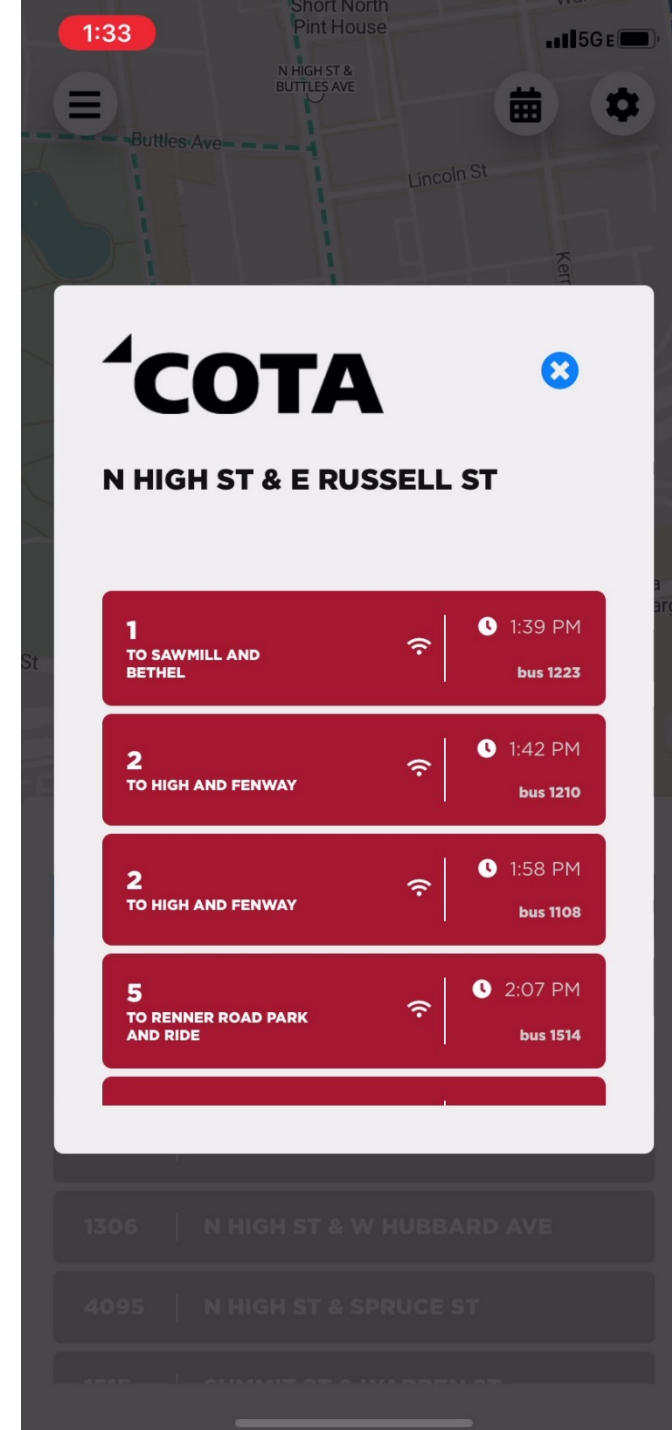 Short North
Pint House
1:33
5G E
N HIGH ST &
BUTTLES AVE
Buttles Ave
Lincoln St
COTA
N HIGH ST & E RUSSELL ST
1
TO SAWMILL AND
BETHEL
1:39 PM
bus 1223
2
TO HIGH AND FENWAY
1:42 PM
bus 1210
2
TO HIGH AND FENWAY
1:58 PM
bus 1108
5
TO RENNER ROAD PARK
AND RIDE
2:07 PM
bus 1514
St
1306 N HIGH ST & W HUBBARD AVE
4095 N HIGH ST & SPRUCE ST